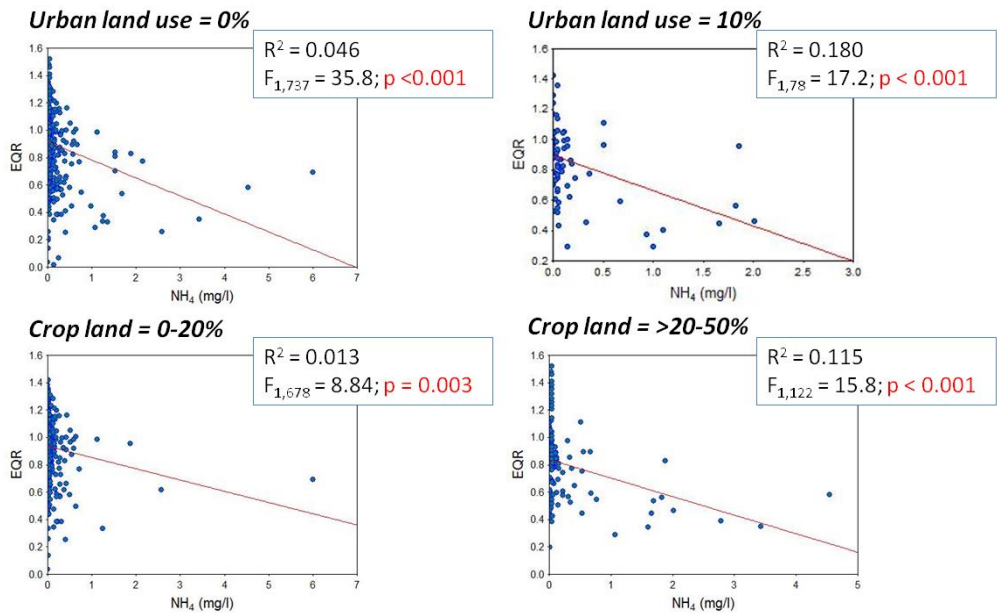 Urban land use = 0%
R² = 0.046
F₁,₇₃₇ = 35.8; p <0.001
EQR
1.6
1.4
1.2
1.0
0.8
0.6
0.4
0.2
0.0
0 1 2 3 4 5 6 7
NH₄ (mg/l)
Urban land use = 10%
R² = 0.180
F₁,₇₈ = 17.2; p < 0.001
EQR
1.6
1.4
1.2
1.0
0.8
0.6
0.4
0.2
0.0 0.5 1.0 1.5 2.0 2.5 3.0
NH₄ (mg/l)
Crop land = 0-20%
R² = 0.013
F₁,₆₇₈ = 8.84; p = 0.003
EQR
1.6
1.4
1.2
1.0
0.8
0.6
0.4
0.2
0.0
0 1 2 3 4 5 6 7
NH₄ (mg/l)
Crop land = >20-50%
R² = 0.115
F₁,₁₂₂ = 15.8; p < 0.001
EQR
1.6
1.4
1.2
1.0
0.8
0.6
0.4
0.2
0.0
0 1 2 3 4 5
NH₄ (mg/l)